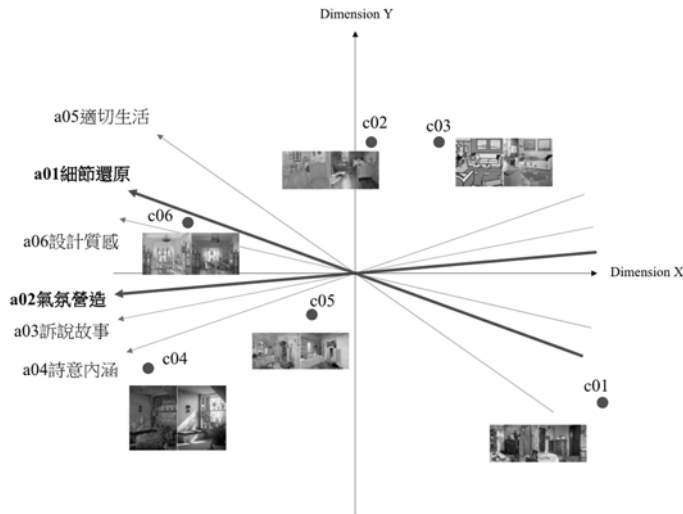 Dimension Y
a05適切生活
c02
c03
a01細節還原
c06
a06設計質感
Dimension X
a02氣氛營造
c05
a03訴說故事
c04
a04詩意內涵
c01